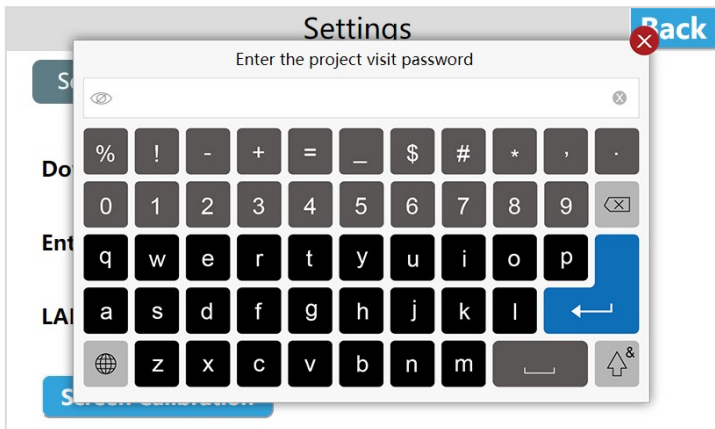 Settings
Back
Enter the project visit password
% ! - + = _ $ # * , .
0 1 2 3 4 5 6 7 8 9
q w e r t y u i o p
a s d f g h j k l
z x c v b n m &